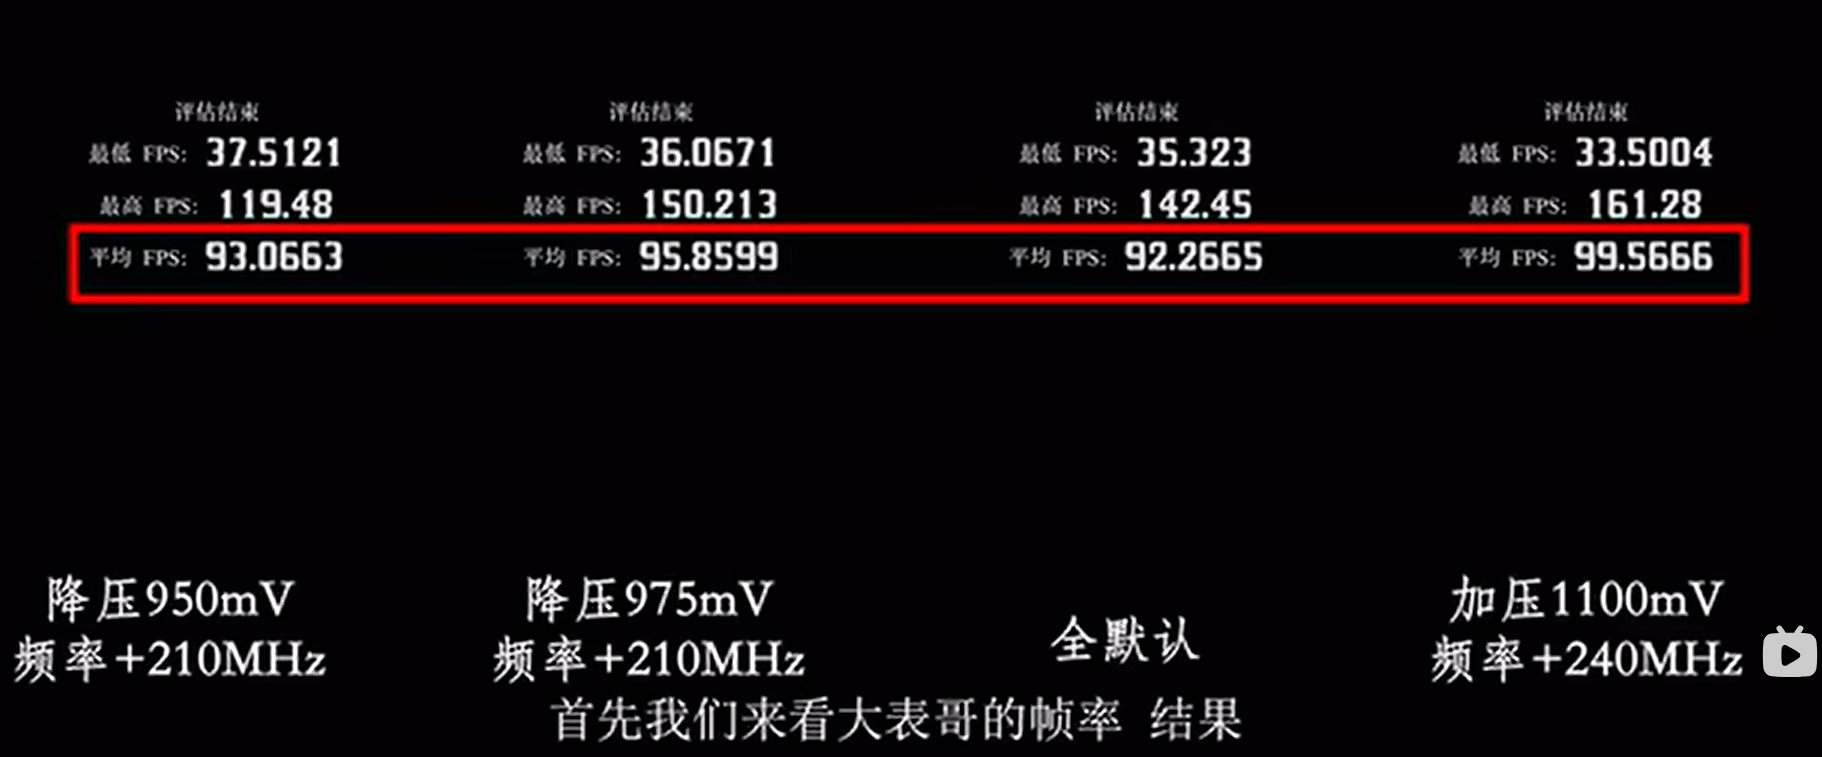 评估结束
最低 FPS: 37.5121
最高 FPS: 119.48
平均 FPS: 93.0663
评估结束
最低 FPS: 36.0671
最高 FPS: 150.213
平均 FPS: 95.8599
评估结束
最低 FPS: 35.323
最高 FPS: 142.45
平均 FPS: 92.2665
评估结束
最低 FPS: 33.5004
最高 FPS: 161.28
平均 FPS: 99.5666
降压950mV
频率+210MHz
降压975mV
频率+210MHz
全默认
加压1100mV
频率+240MHz
首先我们来看大表哥的帧率 结果